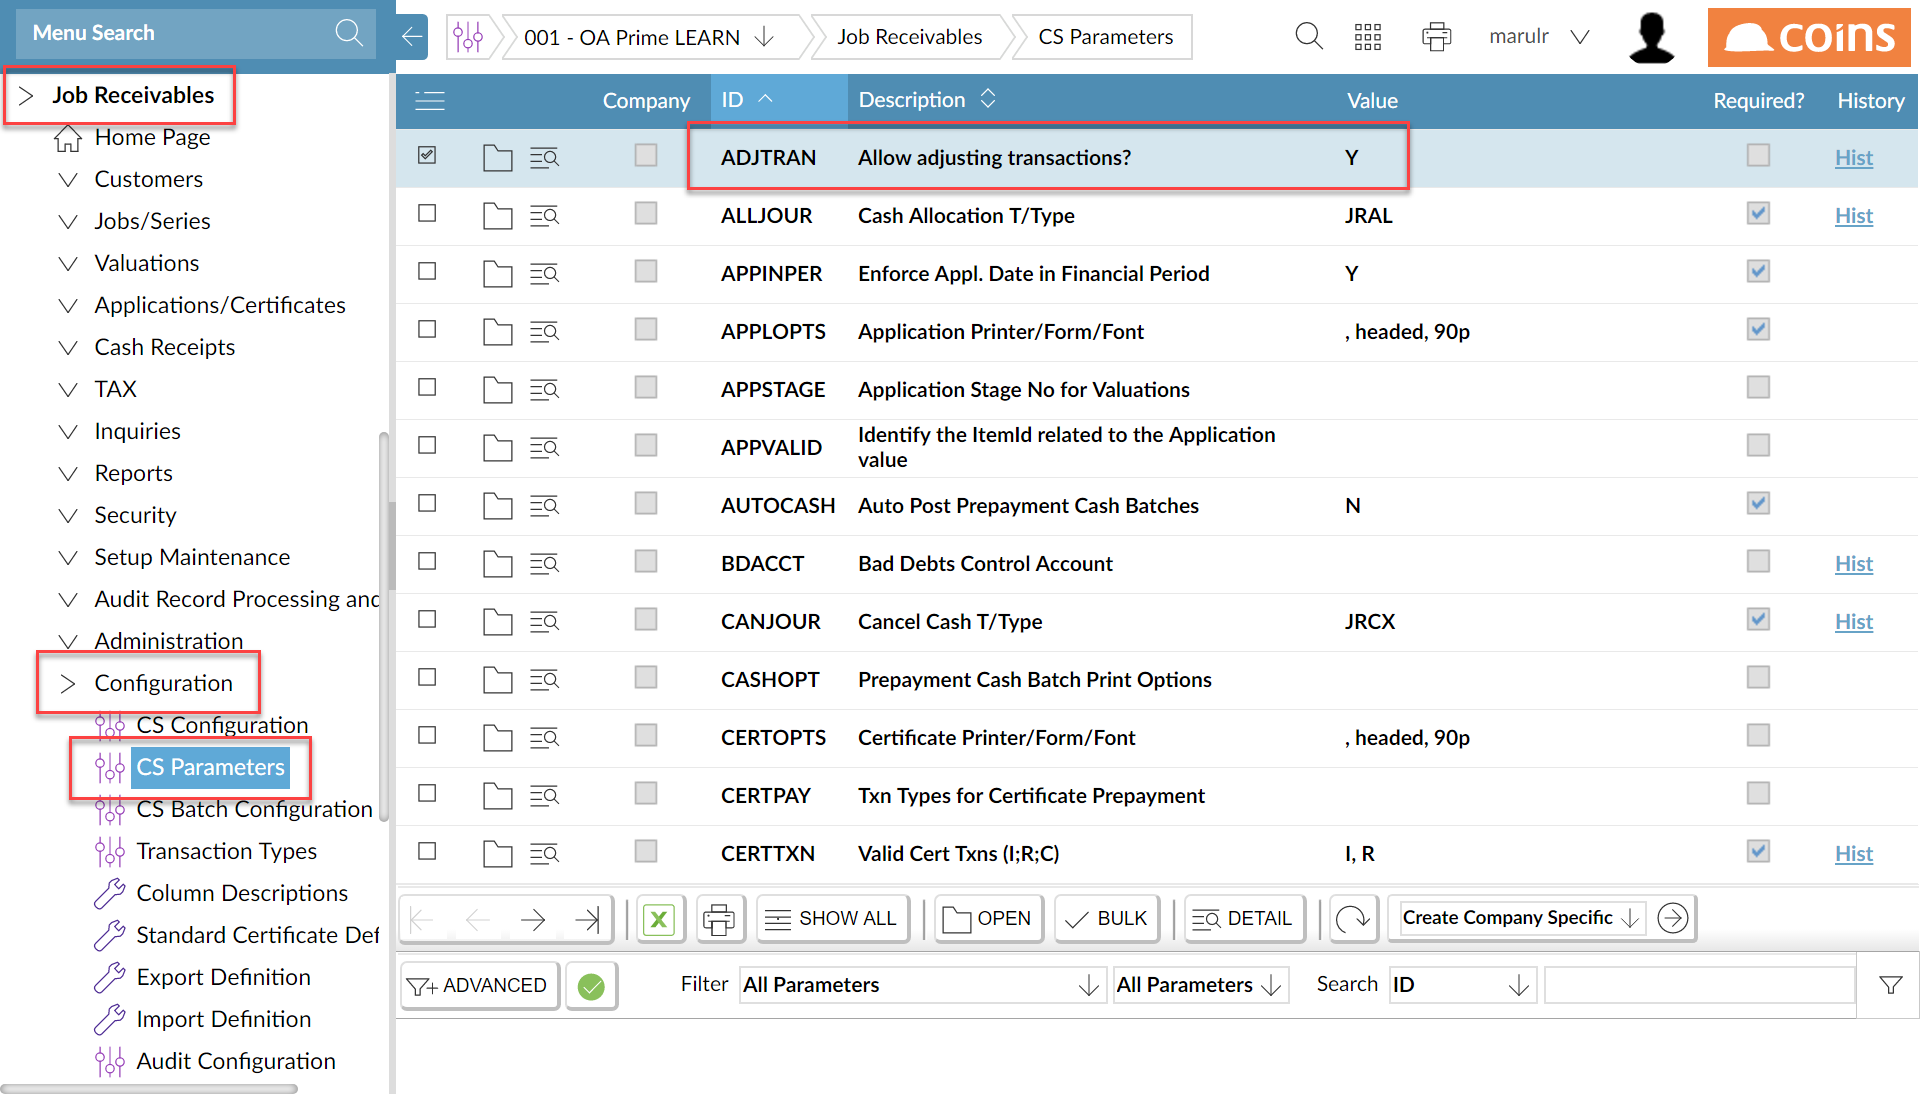 Menu Search
001 - OA Prime LEARN
Job Receivables
CS Parameters
marulr
coins
Job Receivables
Home Page
Customers
Jobs/Series
Valuations
Applications/Certificates
Cash Receipts
TAX
Inquiries
Reports
Security
Setup Maintenance
Audit Record Processing and
Administration
Configuration
CS Configuration
CS Parameters
CS Batch Configuration
Transaction Types
Column Descriptions
Standard Certificate Def
Export Definition
Import Definition
Audit Configuration
Company ID Description Value Required? History
ADJTRAN Allow adjusting transactions? Y Hist
ALLJOUR Cash Allocation T/Type JRAL Hist
APPINPER Enforce Appl. Date in Financial Period Y
APPLOPTS Application Printer/Form/Font , headed, 90p
APPSTAGE Application Stage No for Valuations
APPVALID Identify the ItemId related to the Application
value
AUTOCASH Auto Post Prepayment Cash Batches N
BDACCT Bad Debts Control Account Hist
CANJOUR Cancel Cash T/Type JRCX Hist
CASHOPT Prepayment Cash Batch Print Options
CERTOPTS Certificate Printer/Form/Font , headed, 90p
CERTPAY Txn Types for Certificate Prepayment
CERTTXN Valid Cert Txns (I;R;C) I, R Hist
SHOW ALL OPEN BULK DETAIL Create Company Specific
ADVANCED Filter All Parameters All Parameters Search ID